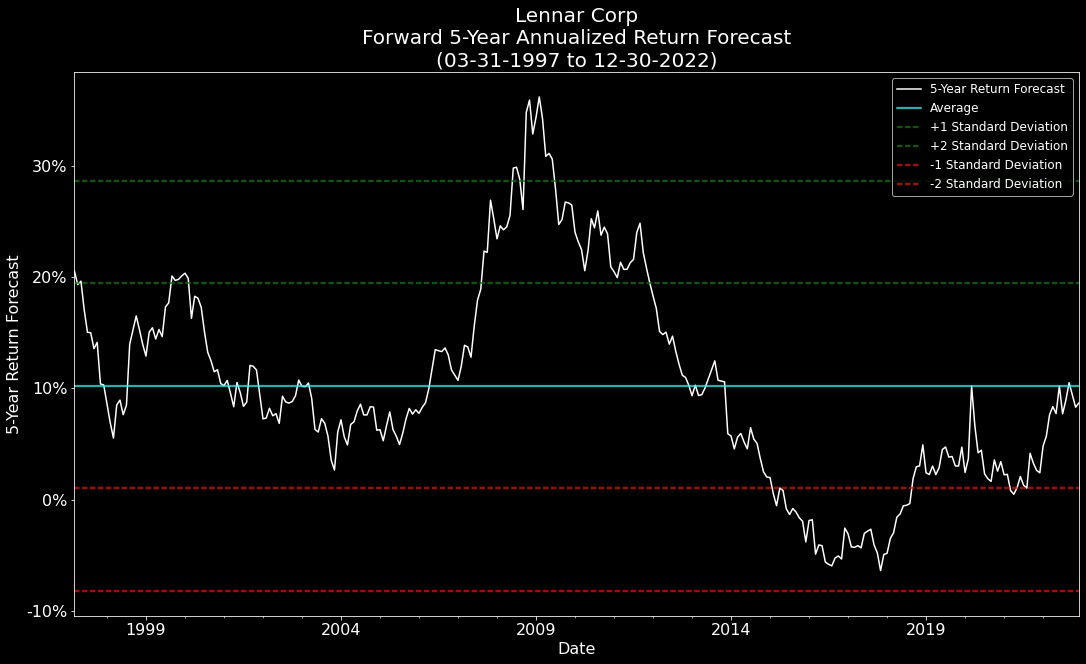 Lennar Corp
Forward 5-Year Annualized Return Forecast
(03-31-1997 to 12-30-2022)
5-Year Return Forecast
Average
+1 Standard Deviation
+2 Standard Deviation
-1 Standard Deviation
-2 Standard Deviation
5-Year Return Forecast
30%
20%
10%
0%
-10%
1999 2004 2009 2014 2019
Date